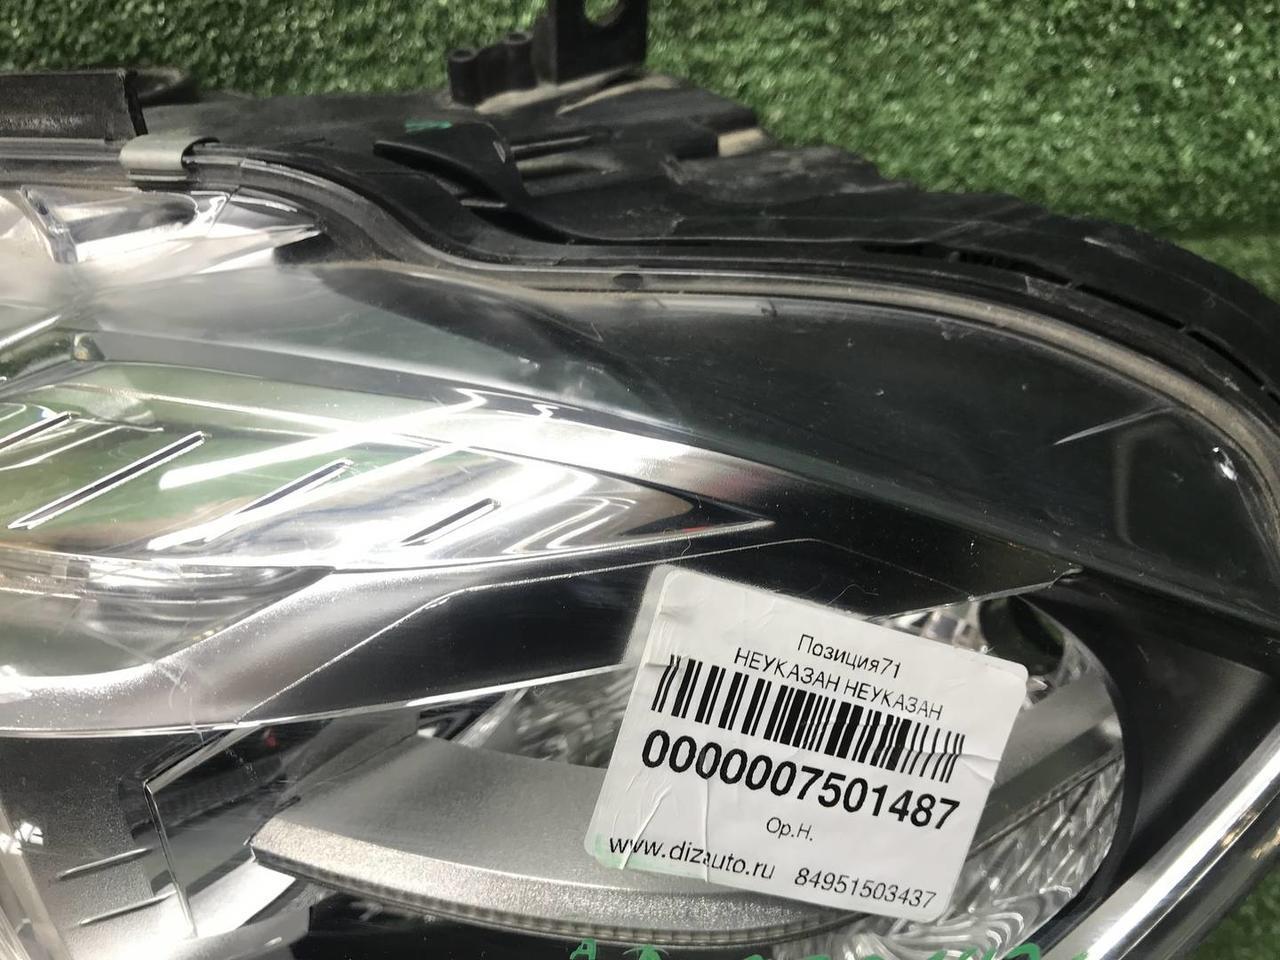 Позиция71
НЕУКАЗАН НЕУКАЗАН
0000007501487
Ор.Н.
www.dizauto.ru 84951503437